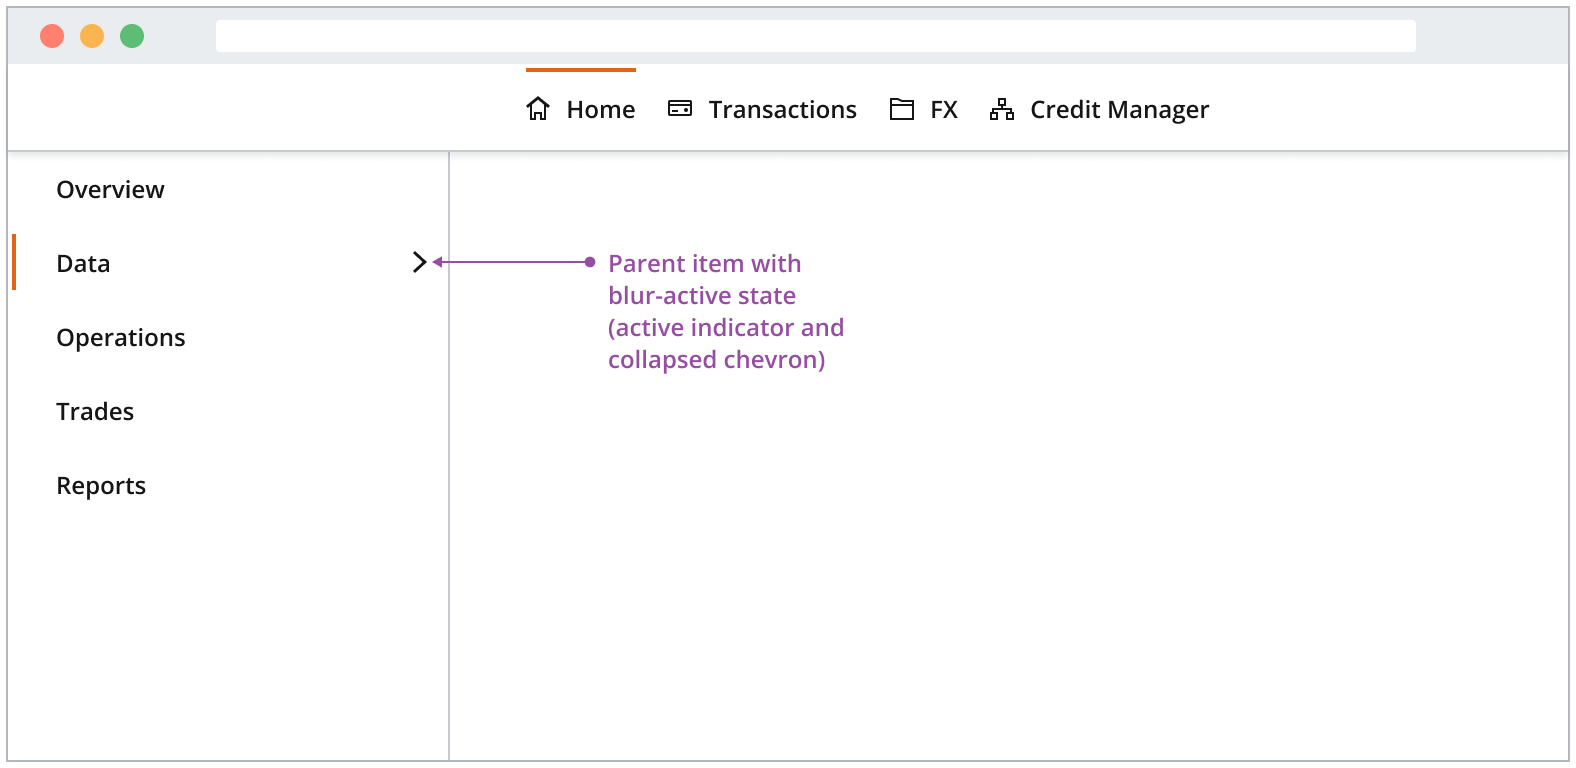 Home Transactions FX Credit Manager
Overview
Data
Parent item with
blur-active state
(active indicator and
collapsed chevron)
Operations
Trades
Reports